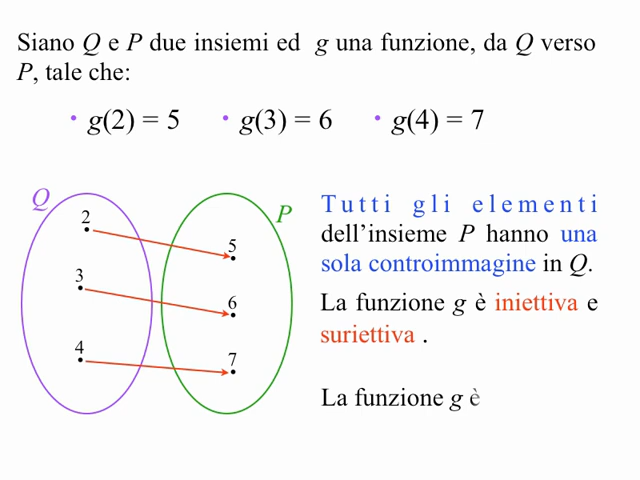 Siano Q e P due insiemi ed g una funzione, da Q verso
P, tale che:
• g(2) = 5 • g(3) = 6 • g(4) = 7
Q
P
2
5
3
6
4
7
Tutti gli elementi
dell'insieme P hanno una
sola controimmagine in Q.
La funzione g è iniettiva e
suriettiva .
La funzione g è